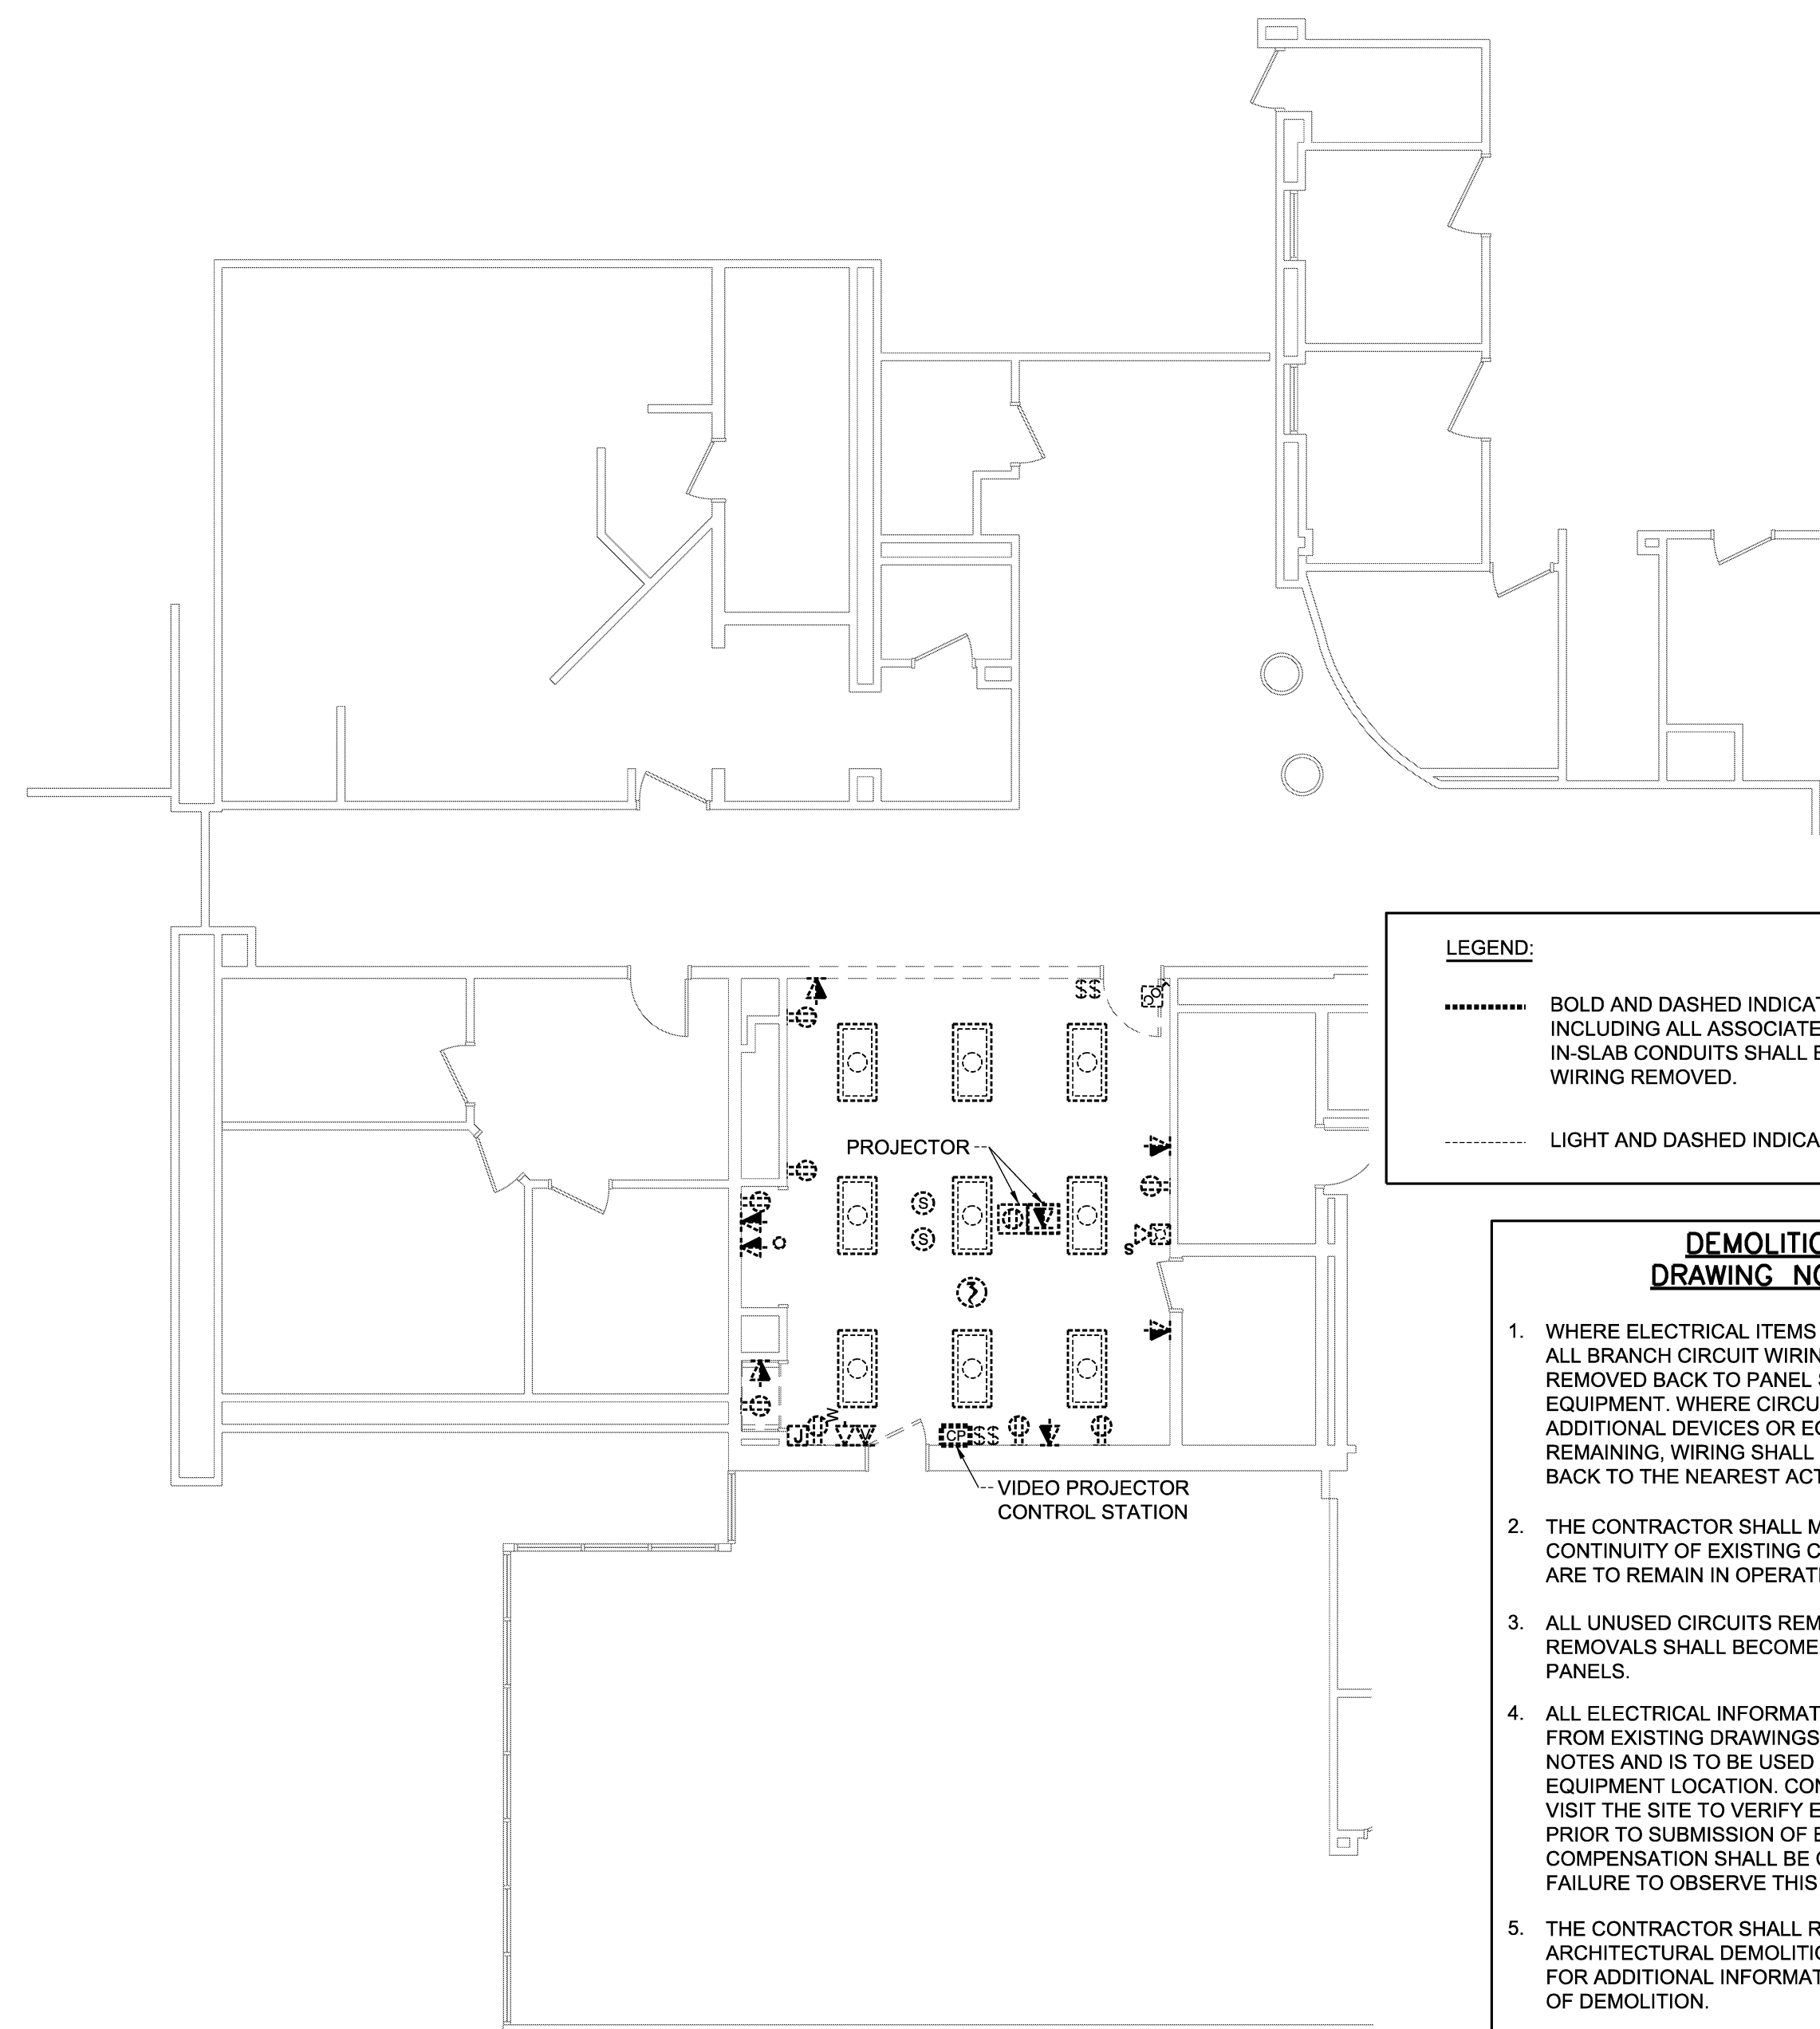 LEGEND:
BOLD AND DASHED INDICAT
INCLUDING ALL ASSOCIATE
IN-SLAB CONDUITS SHALL B
WIRING REMOVED.
LIGHT AND DASHED INDICA
$$
PROJECTOR
S
S
S
J
W
CP
$$
VIDEO PROJECTOR
CONTROL STATION
DEMOLITIO
DRAWING NO
1. WHERE ELECTRICAL ITEMS
ALL BRANCH CIRCUIT WIRIN
REMOVED BACK TO PANEL S
EQUIPMENT. WHERE CIRCU
ADDITIONAL DEVICES OR EQ
REMAINING, WIRING SHALL
BACK TO THE NEAREST ACT
2. THE CONTRACTOR SHALL M
CONTINUITY OF EXISTING C
ARE TO REMAIN IN OPERATI
3. ALL UNUSED CIRCUITS REM
REMOVALS SHALL BECOME
PANELS.
4. ALL ELECTRICAL INFORMAT
FROM EXISTING DRAWINGS
NOTES AND IS TO BE USED
EQUIPMENT LOCATION. CON
VISIT THE SITE TO VERIFY E
PRIOR TO SUBMISSION OF B
COMPENSATION SHALL BE G
FAILURE TO OBSERVE THIS
5. THE CONTRACTOR SHALL R
ARCHITECTURAL DEMOLITIO
FOR ADDITIONAL INFORMAT
OF DEMOLITION.